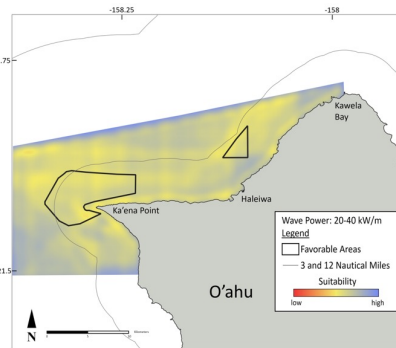 -158.25
-158
.75
Kawela
Bay
Haleiwa
Ka'ena Point
21.5
O'ahu
Wave Power: 20-40 kW/m
Legend
Favorable Areas
3 and 12 Nautical Miles
Suitability
low
high
N